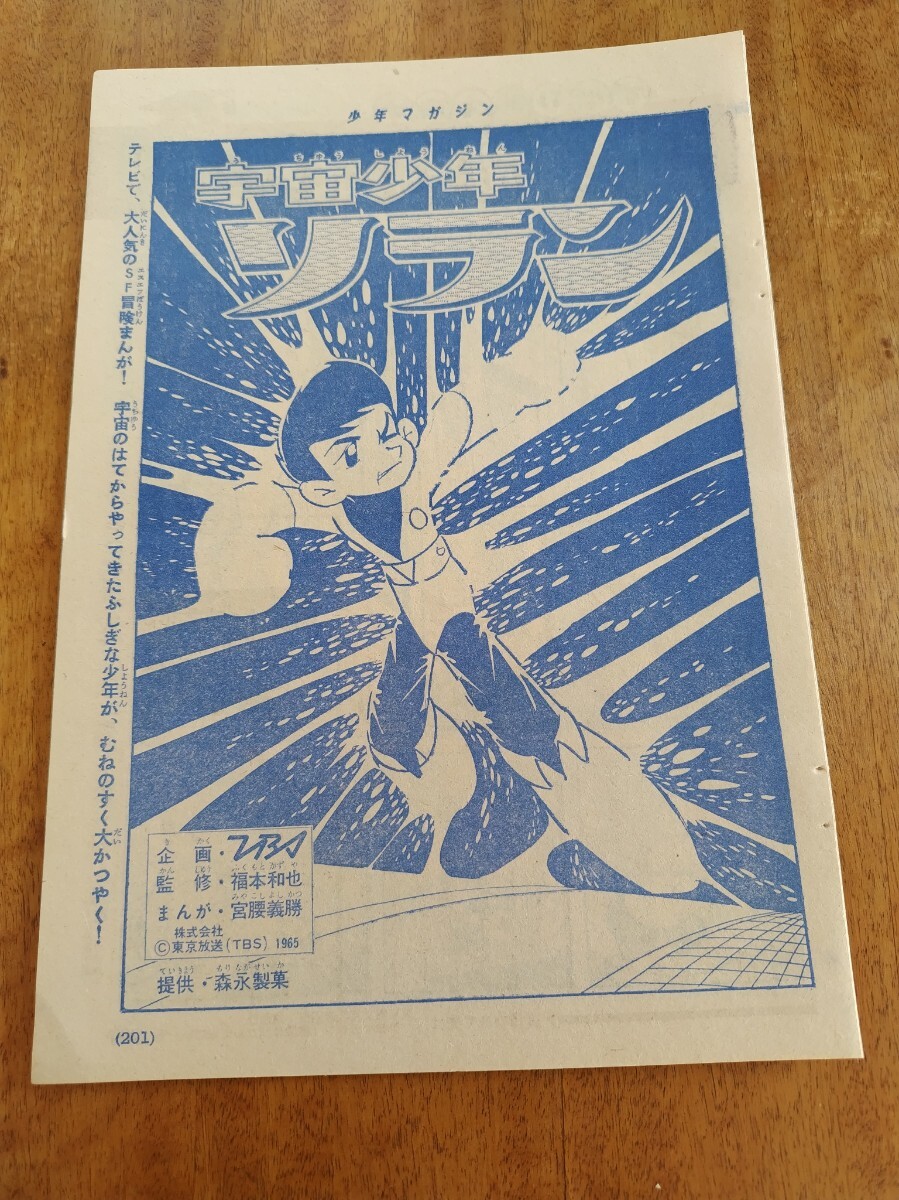 少年マガジン
宇宙少年
ソラン
テレビで、大人気のSF冒険まんが! 宇宙のはてからやってきたふしぎな少年が、むねのすく大かつやく!
企画・TBS
監修・福本和也
まんが・宮腰義勝
株式会社
©東京放送(TBS) 1965
提供・森永製菓
(201)